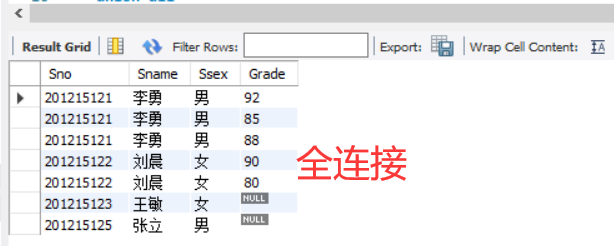 Result Grid Filter Rows: Export: Wrap Cell Content: IA
Sno Sname Ssex Grade
201215121 李勇 男 92
201215121 李勇 男 85
201215121 李勇 男 88
201215122 刘晨 女 90
全连接
201215122 刘晨 女 80
201215123 王敏 女 NULL
201215125 张立 男 NULL